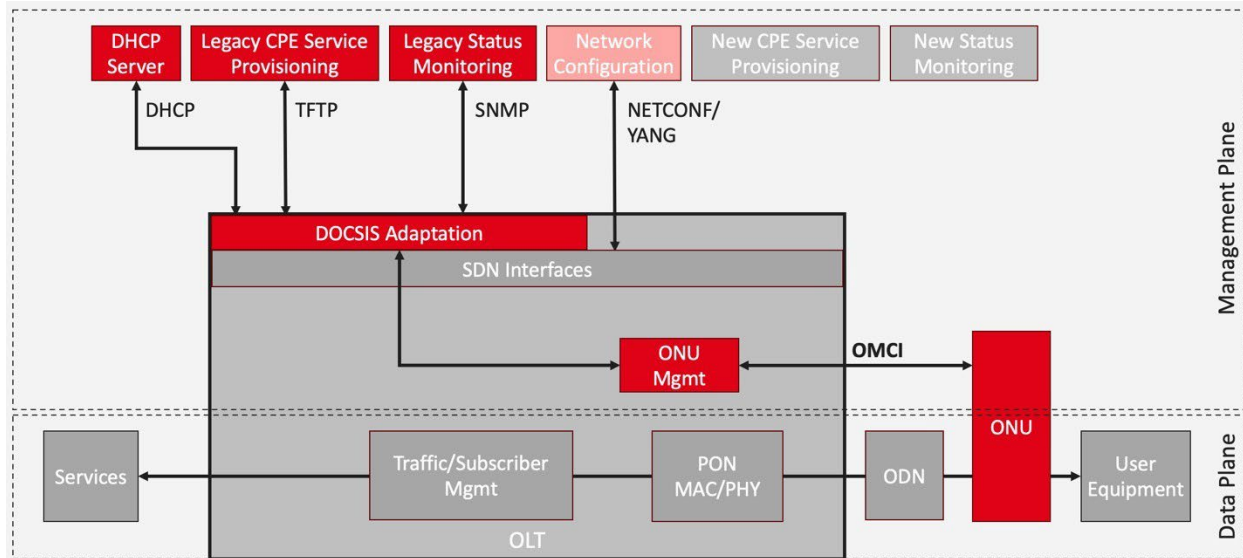 DHCP
Server
Legacy CPE Service
Provisioning
Legacy Status
Monitoring
Network
Configuration
New CPE Service
Provisioning
New Status
Monitoring
DHCP
TFTP
SNMP
NETCONF/
YANG
Management Plane
DOCSIS Adaptation
SDN Interfaces
ONU
Mgmt
OMCI
ONU
Services
Traffic/Subscriber
Mgmt
PON
MAC/PHY
ODN
User
Equipment
Data Plane
OLT